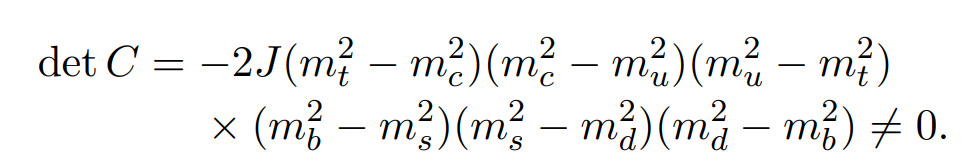 det C = −2J(m_t^2 − m_c^2)(m_c^2 − m_u^2)(m_u^2 − m_t^2)
× (m_b^2 − m_s^2)(m_s^2 − m_d^2)(m_d^2 − m_b^2) ≠ 0.